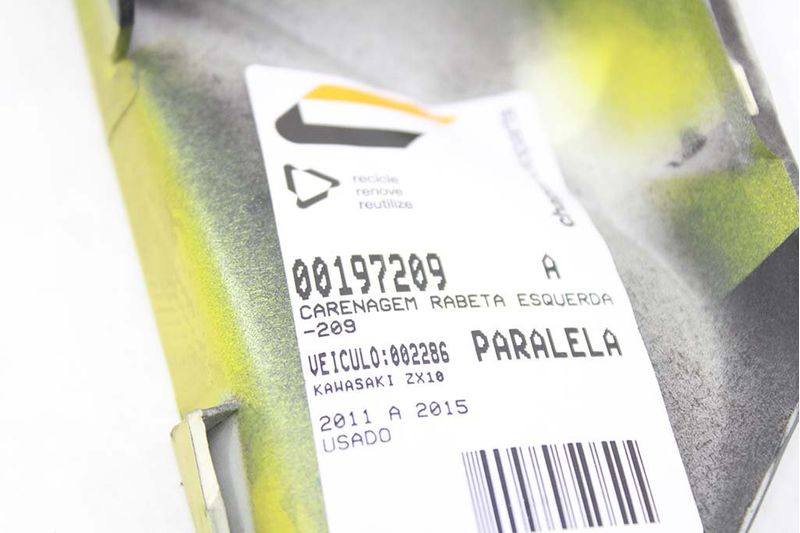 recicle
renove
reutilize
00197209 A
CARENAGEM RABETA ESQUERDA
-209
VEICULO:002286 PARALELA
KAWASAKI ZX10
2011 A 2015
USADO